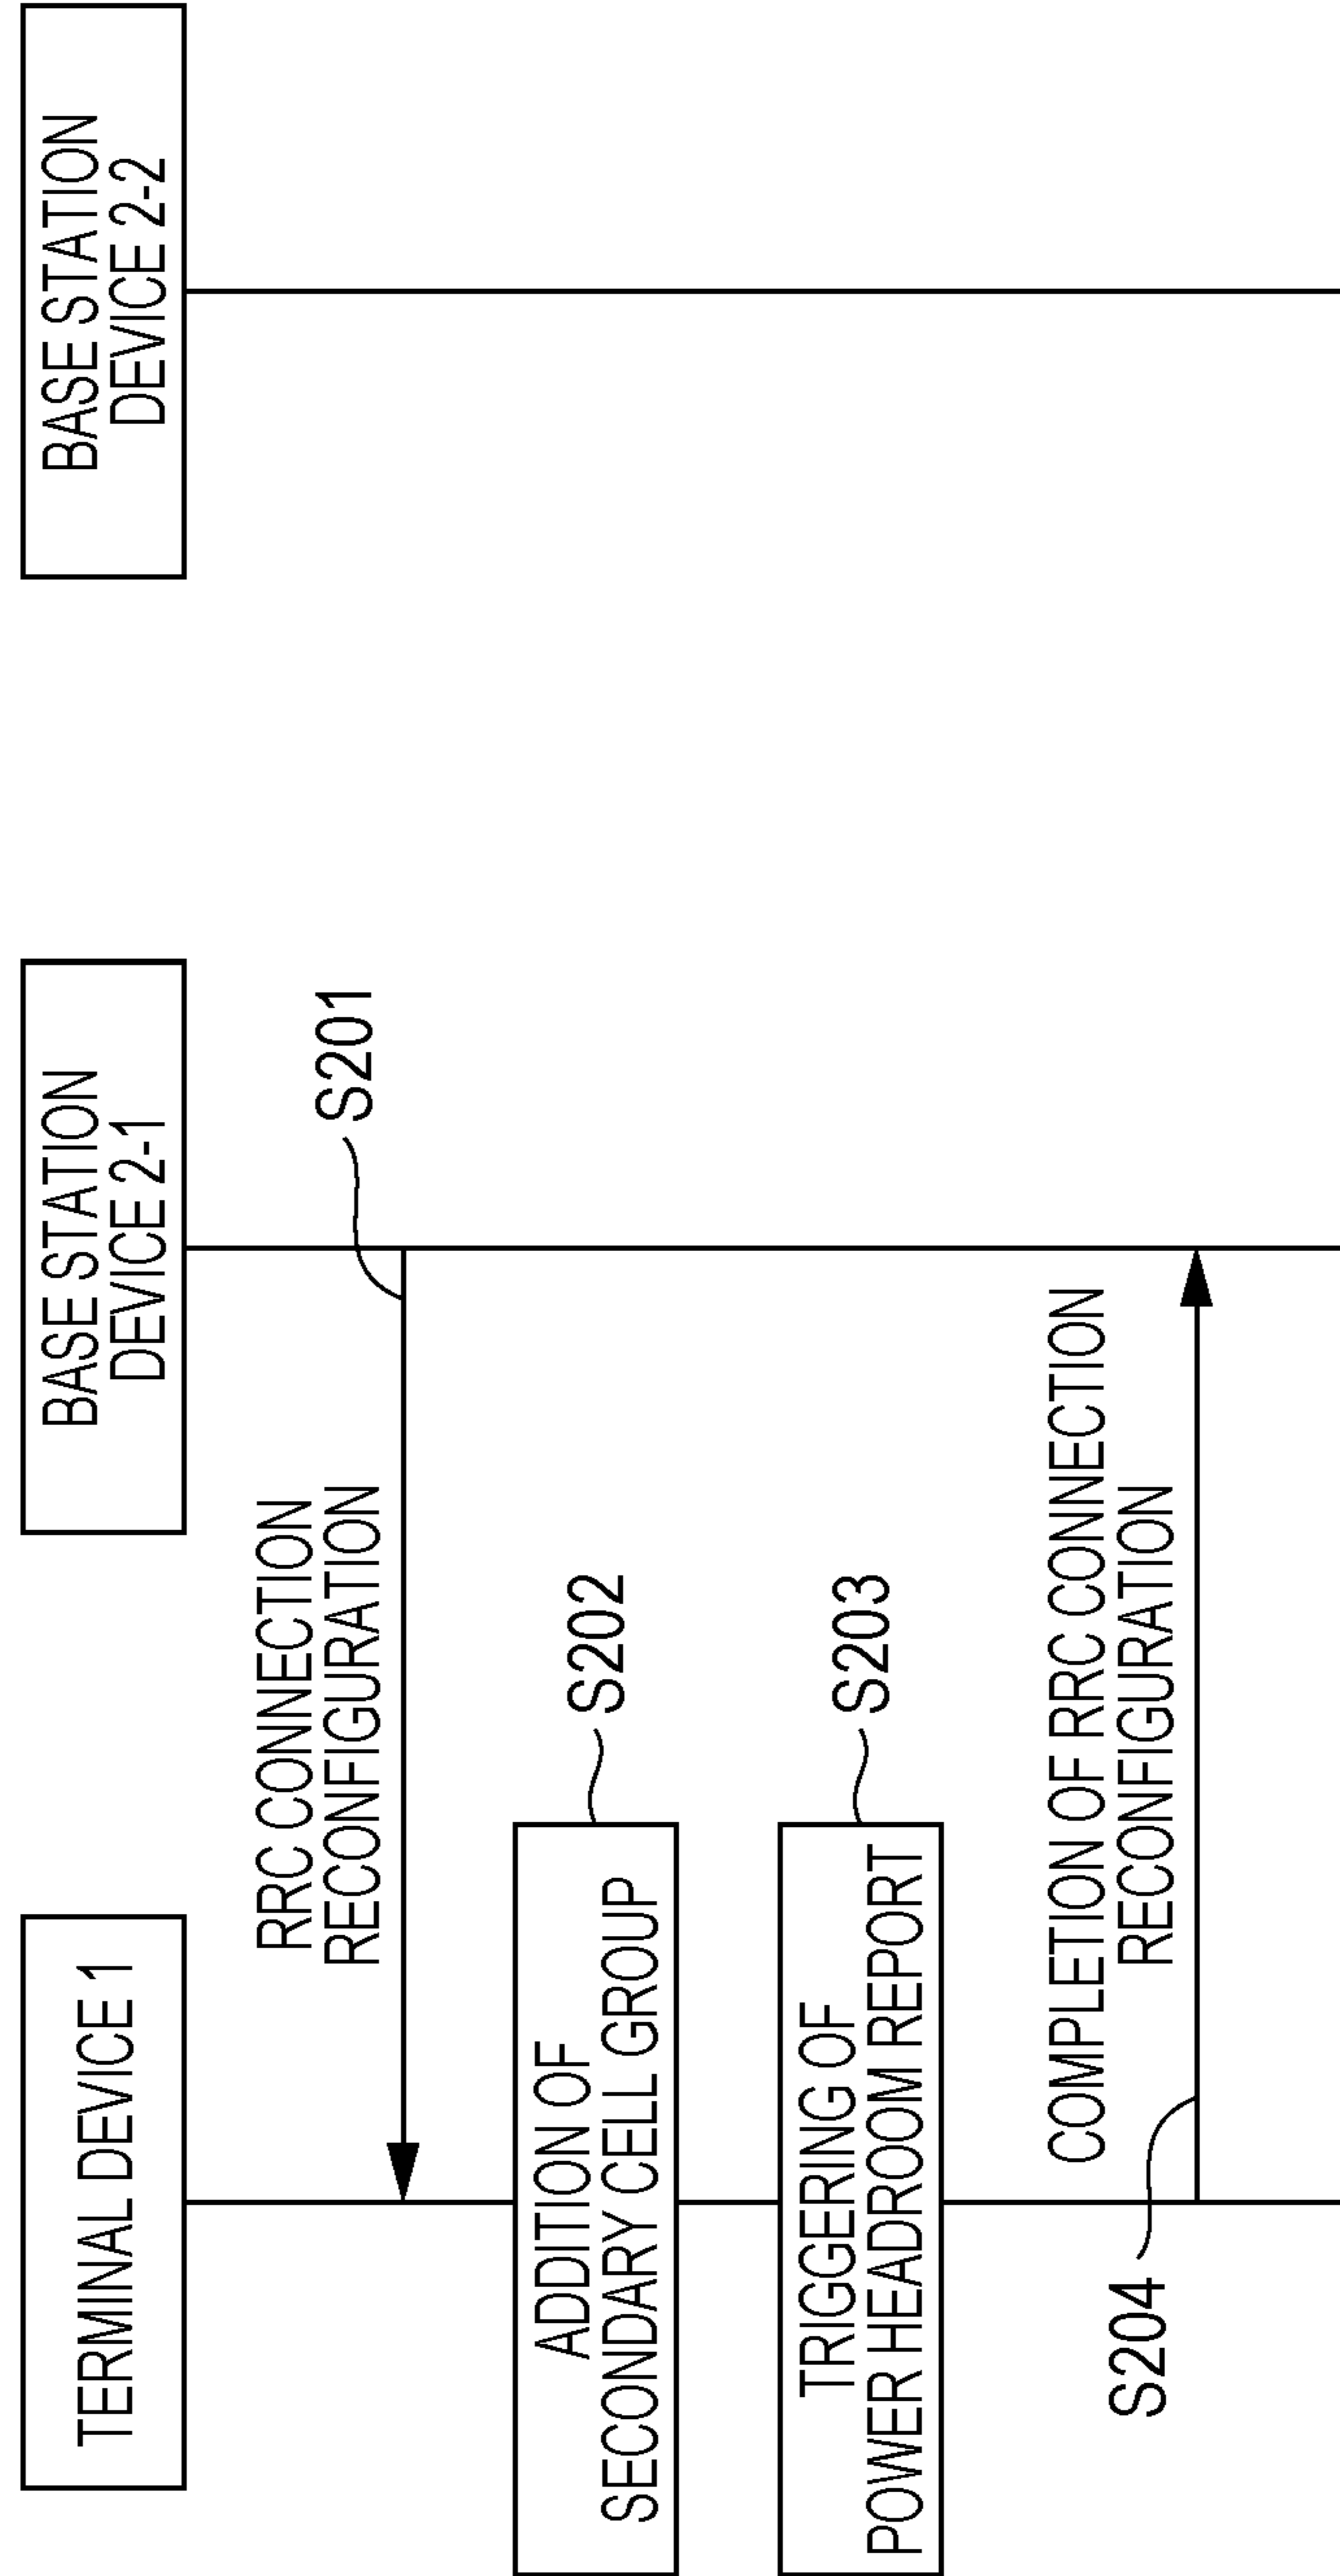 TERMINAL DEVICE 1
BASE STATION
DEVICE 2-1
BASE STATION
DEVICE 2-2
RRC CONNECTION
RECONFIGURATION
S201
ADDITION OF
SECONDARY CELL GROUP
S202
TRIGGERING OF
POWER HEADROOM REPORT
S203
COMPLETION OF RRC CONNECTION
RECONFIGURATION
S204